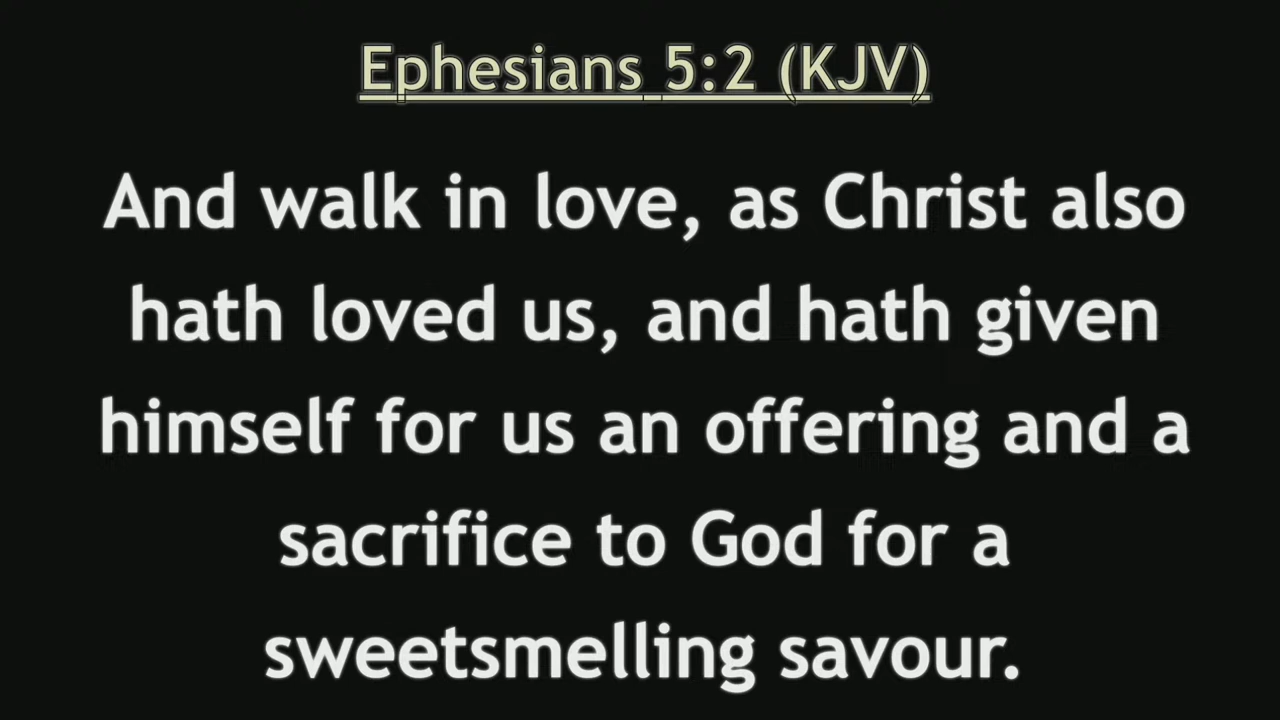 Ephesians 5:2 (KJV)
And walk in love, as Christ also
hath loved us, and hath given
himself for us an offering and a
sacrifice to God for a
sweetsmelling savour.